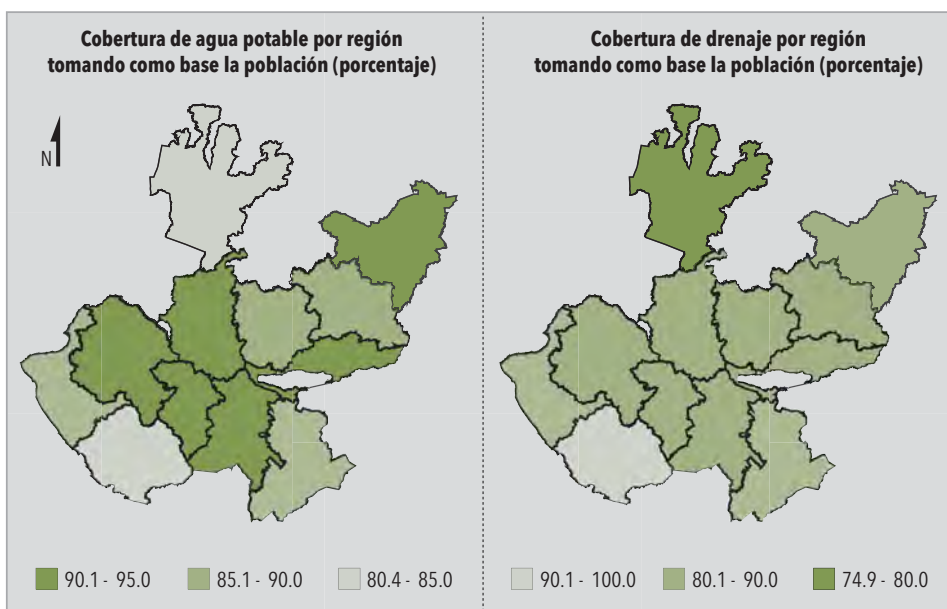 Cobertura de agua potable por región
tomando como base la población (porcentaje)
N
90.1 - 95.0
85.1 - 90.0
80.4 - 85.0
Cobertura de drenaje por región
tomando como base la población (porcentaje)
90.1 - 100.0
80.1 - 90.0
74.9 - 80.0